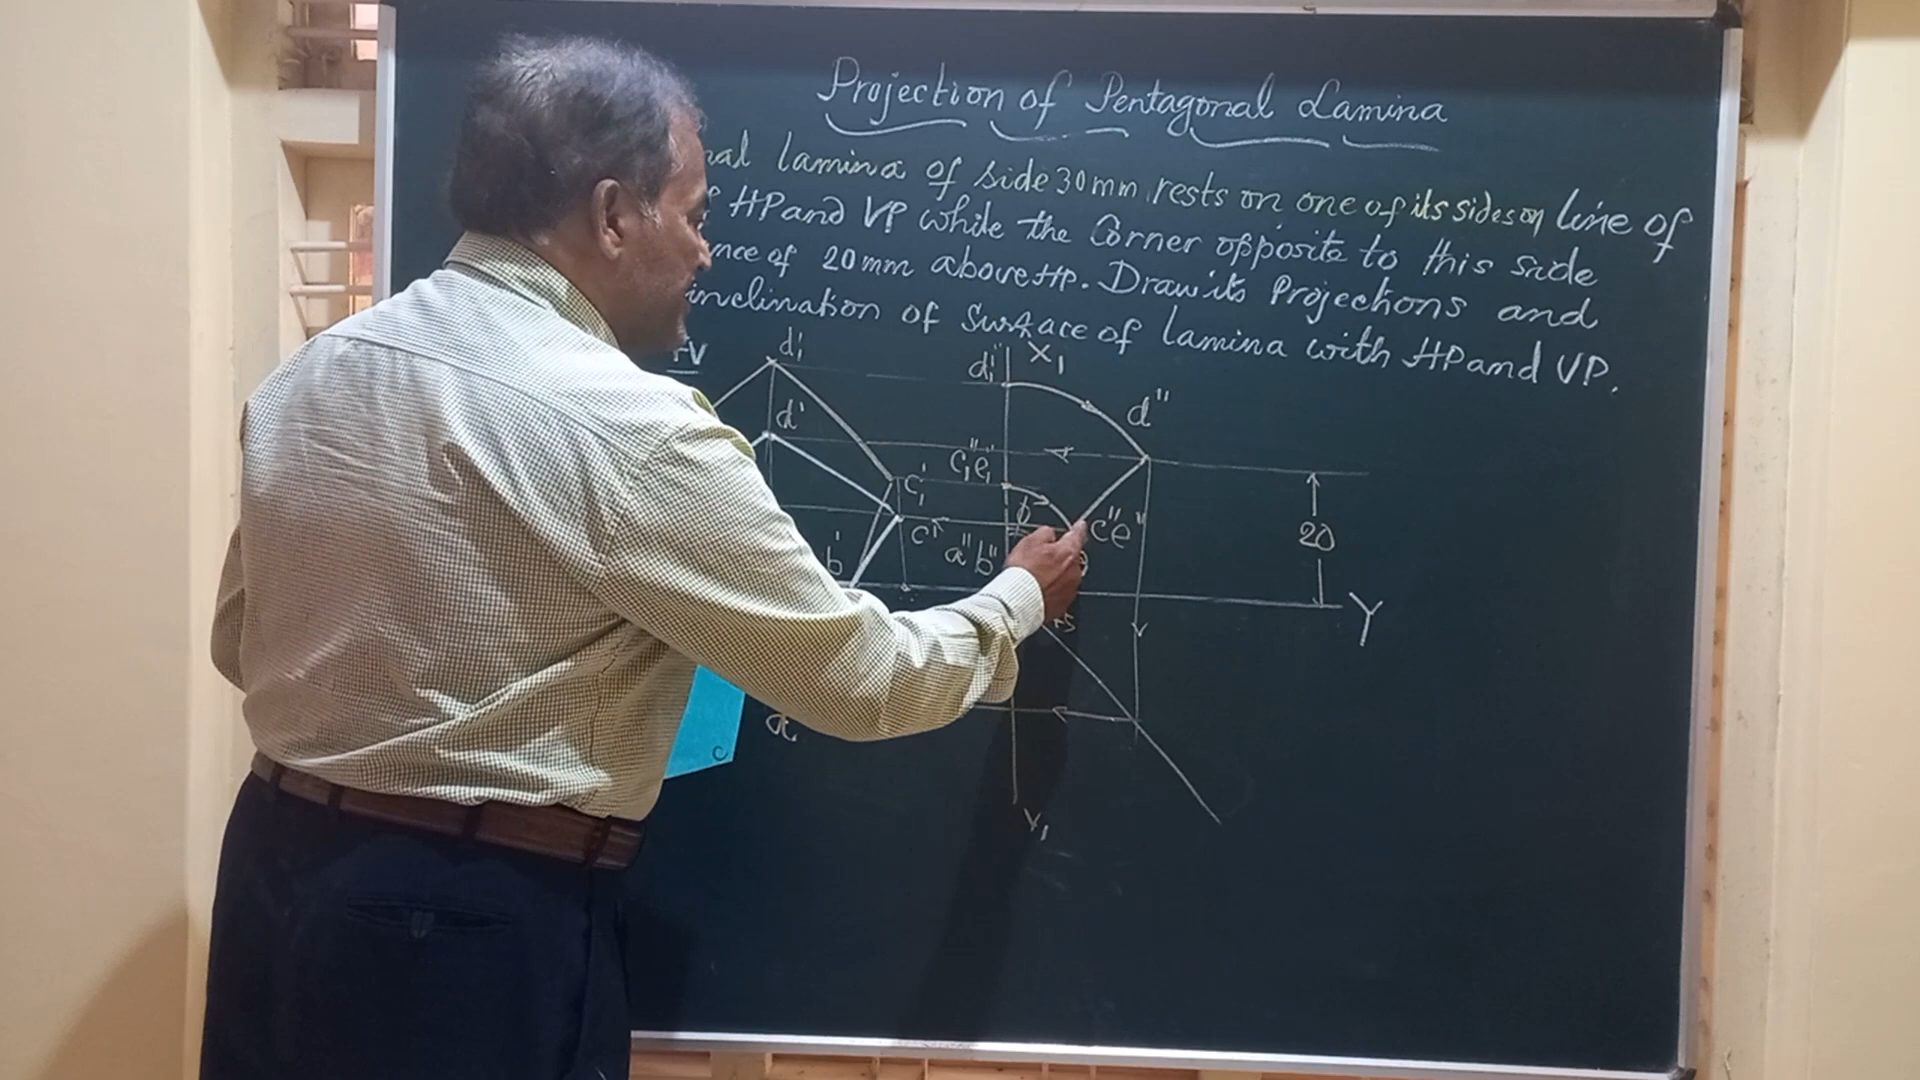 Projection of Pentagonal Lamina
lamina of side 30mm, rests on one of its sides on line of
HP and VP while the Corner opposite to this side
of 20mm above HP. Draw its Projections and
inclination of Surface of lamina with HP and VP.
FV
d₁'
d₁"
X₁
d"
d'
c₁"e₁"
c₁'
c'
a"b"
ϕ
c"e"
20
b'
Y
45
c
Y₁